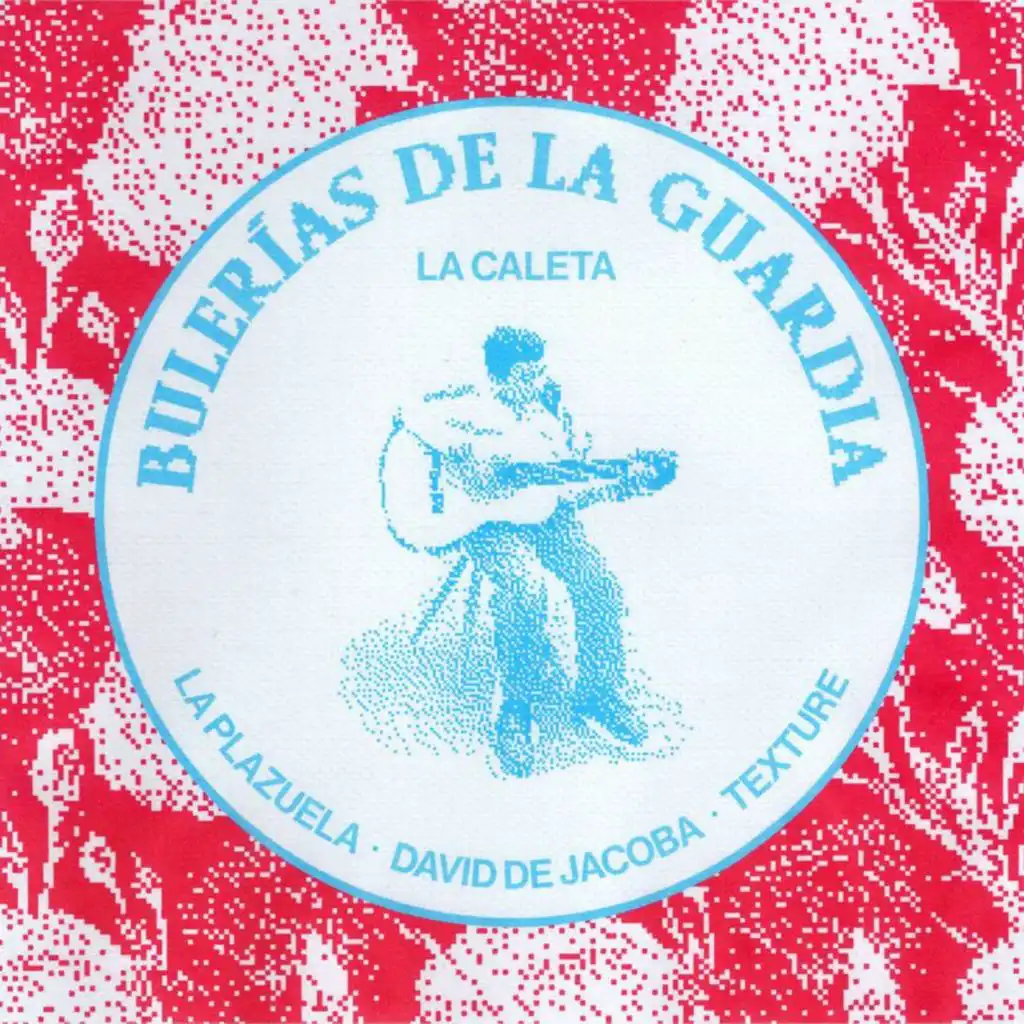 BULERÍAS DE LA GUARDIA
LA CALETA
LA PLAZUELA · DAVID DE JACOBA · TEXTURE